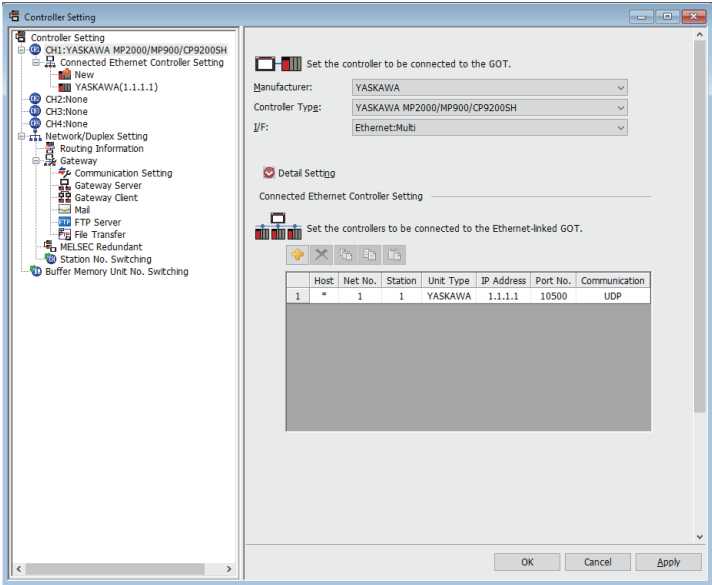 Controller Setting
Controller Setting
CH1:YASKAWA MP2000/MP900/CP9200SH
Connected Ethernet Controller Setting
New
YASKAWA(1.1.1.1)
CH2:None
CH3:None
CH4:None
Network/Duplex Setting
Routing Information
Gateway
Communication Setting
Gateway Server
Gateway Client
Mail
FTP Server
File Transfer
MELSEC Redundant
Station No. Switching
Buffer Memory Unit No. Switching
Set the controller to be connected to the GOT.
Manufacturer: YASKAWA
Controller Type: YASKAWA MP2000/MP900/CP9200SH
I/F: Ethernet:Multi
Detail Setting
Connected Ethernet Controller Setting
Set the controllers to be connected to the Ethernet-linked GOT.
Host Net No. Station Unit Type IP Address Port No. Communication
1 * 1 1 YASKAWA 1.1.1.1 10500 UDP
OK Cancel Apply